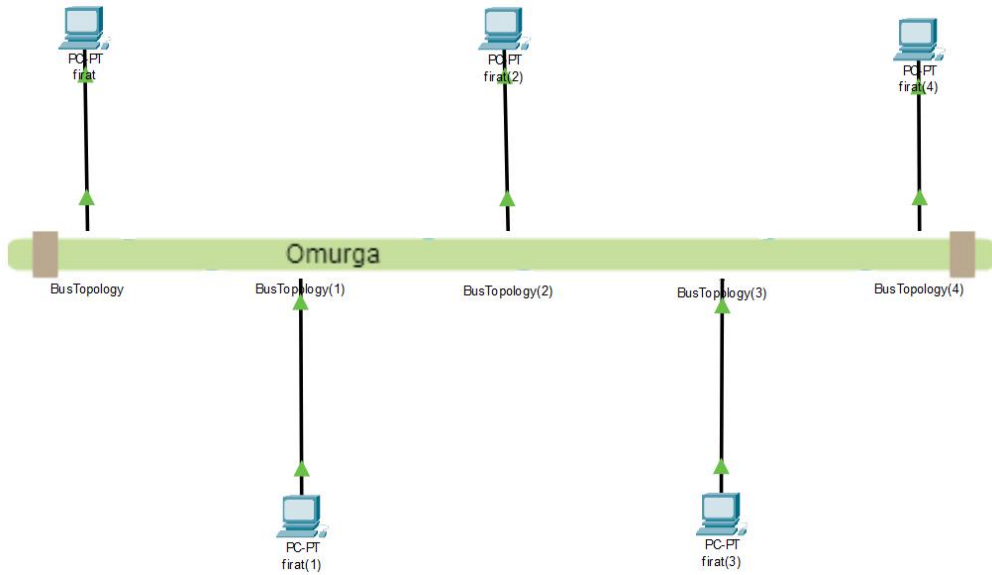 PC-PT
firat
PC-PT
firat(2)
PC-PT
firat(4)
Omurga
BusTopology
BusTopology(1)
BusTopology(2)
BusTopology(3)
BusTopology(4)
PC-PT
firat(1)
PC-PT
firat(3)